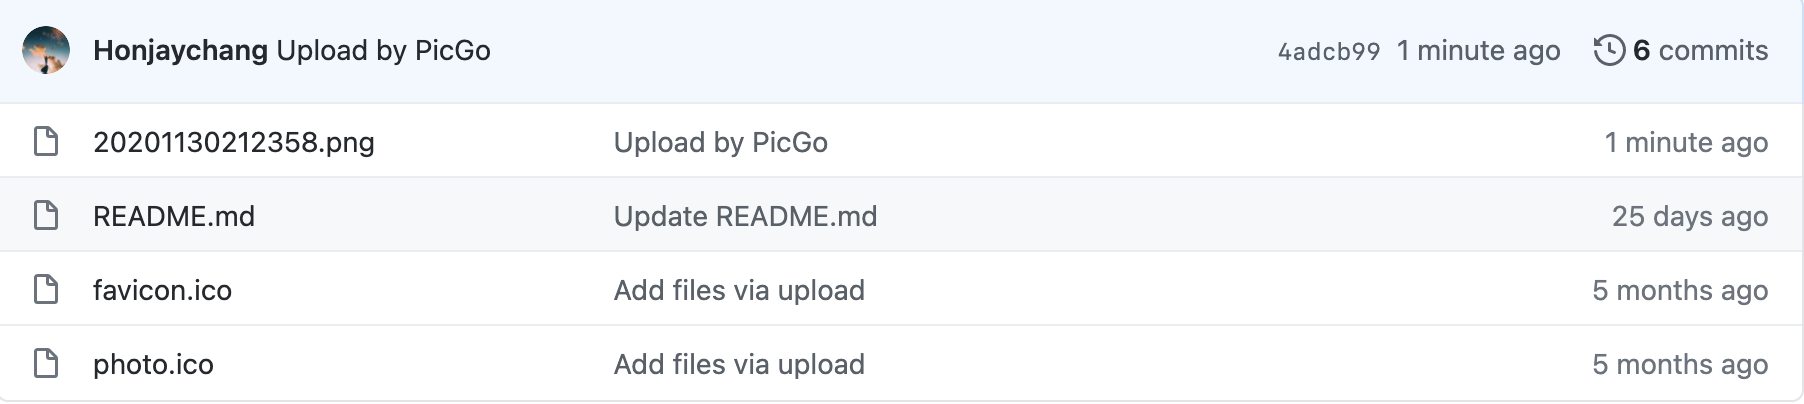 Honjaychang Upload by PicGo 4adcb99 1 minute ago 6 commits
20201130212358.png Upload by PicGo 1 minute ago
README.md Update README.md 25 days ago
favicon.ico Add files via upload 5 months ago
photo.ico Add files via upload 5 months ago